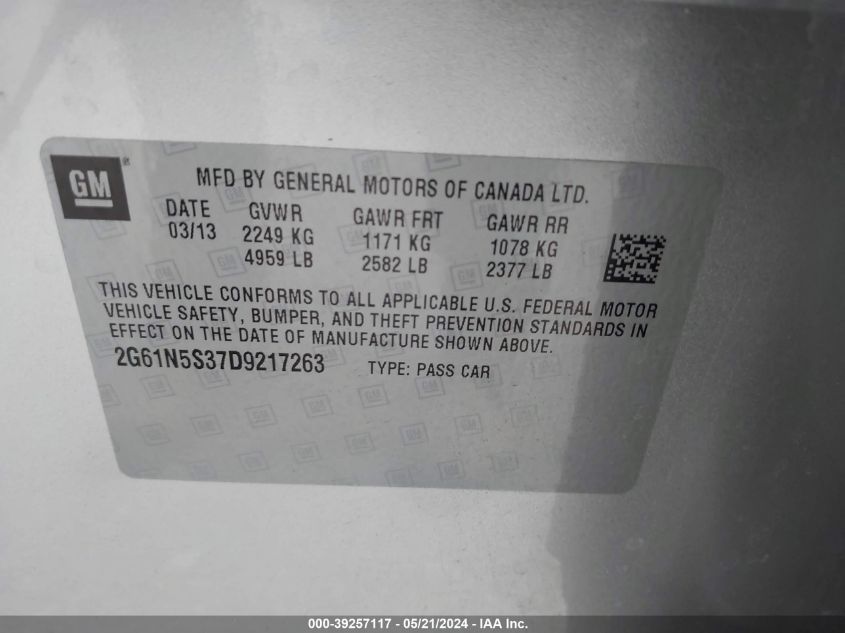 GM ®
MFD BY GENERAL MOTORS OF CANADA LTD.
DATE GVWR GAWR FRT GAWR RR
03/13 2249 KG 1171 KG 1078 KG
4959 LB 2582 LB 2377 LB
THIS VEHICLE CONFORMS TO ALL APPLICABLE U.S. FEDERAL MOTOR
VEHICLE SAFETY, BUMPER, AND THEFT PREVENTION STANDARDS IN
EFFECT ON THE DATE OF MANUFACTURE SHOWN ABOVE.
2G61N5S37D9217263 TYPE: PASS CAR
000-39257117 - 05/21/2024 - IAA Inc.